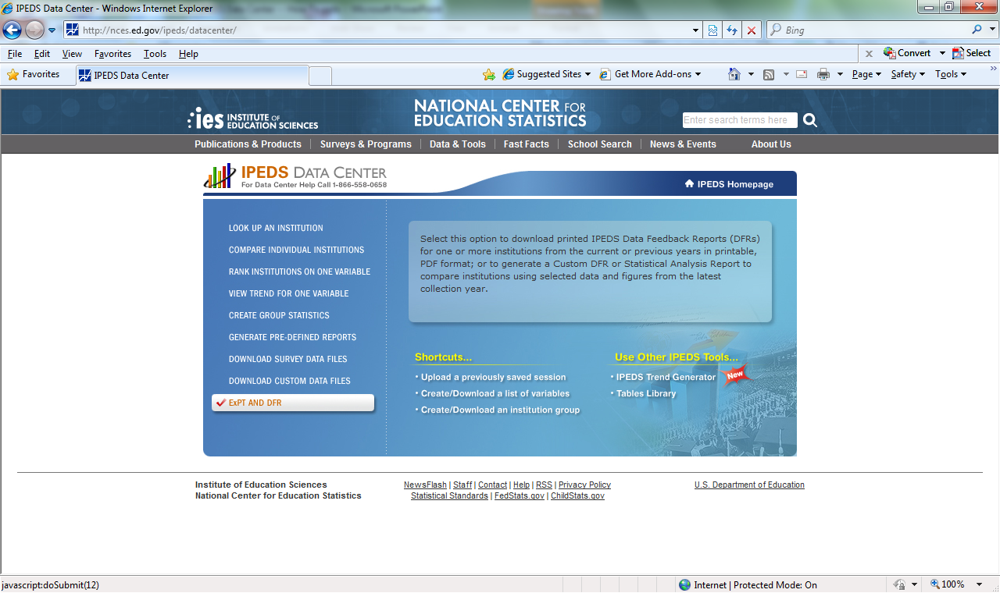 IPEDS Data Center - Windows Internet Explorer
http://nces.ed.gov/ipeds/datacenter/
Bing
File Edit View Favorites Tools Help
Convert Select
Favorites IPEDS Data Center Suggested Sites Get More Add-ons Page Safety Tools
ies INSTITUTE OF EDUCATION SCIENCES
NATIONAL CENTER FOR
EDUCATION STATISTICS
Enter search terms here
Publications & Products Surveys & Programs Data & Tools Fast Facts School Search News & Events About Us
IPEDS DATA CENTER
For Data Center Help Call 1-866-558-0658
IPEDS Homepage
LOOK UP AN INSTITUTION
COMPARE INDIVIDUAL INSTITUTIONS
RANK INSTITUTIONS ON ONE VARIABLE
VIEW TREND FOR ONE VARIABLE
CREATE GROUP STATISTICS
GENERATE PRE-DEFINED REPORTS
DOWNLOAD SURVEY DATA FILES
DOWNLOAD CUSTOM DATA FILES
ExPT AND DFR
Select this option to download printed IPEDS Data Feedback Reports (DFRs)
for one or more institutions from the current or previous years in printable,
PDF format; or to generate a Custom DFR or Statistical Analysis Report to
compare institutions using selected data and figures from the latest
collection year.
Shortcuts...
• Upload a previously saved session
• Create/Download a list of variables
• Create/Download an institution group
Use Other IPEDS Tools...
• IPEDS Trend Generator New
• Tables Library
Institute of Education Sciences
National Center for Education Statistics
NewsFlash | Staff | Contact | Help | RSS | Privacy Policy
Statistical Standards | FedStats.gov | ChildStats.gov
U.S. Department of Education
javascript:doSubmit(12)
Internet | Protected Mode: On
100%